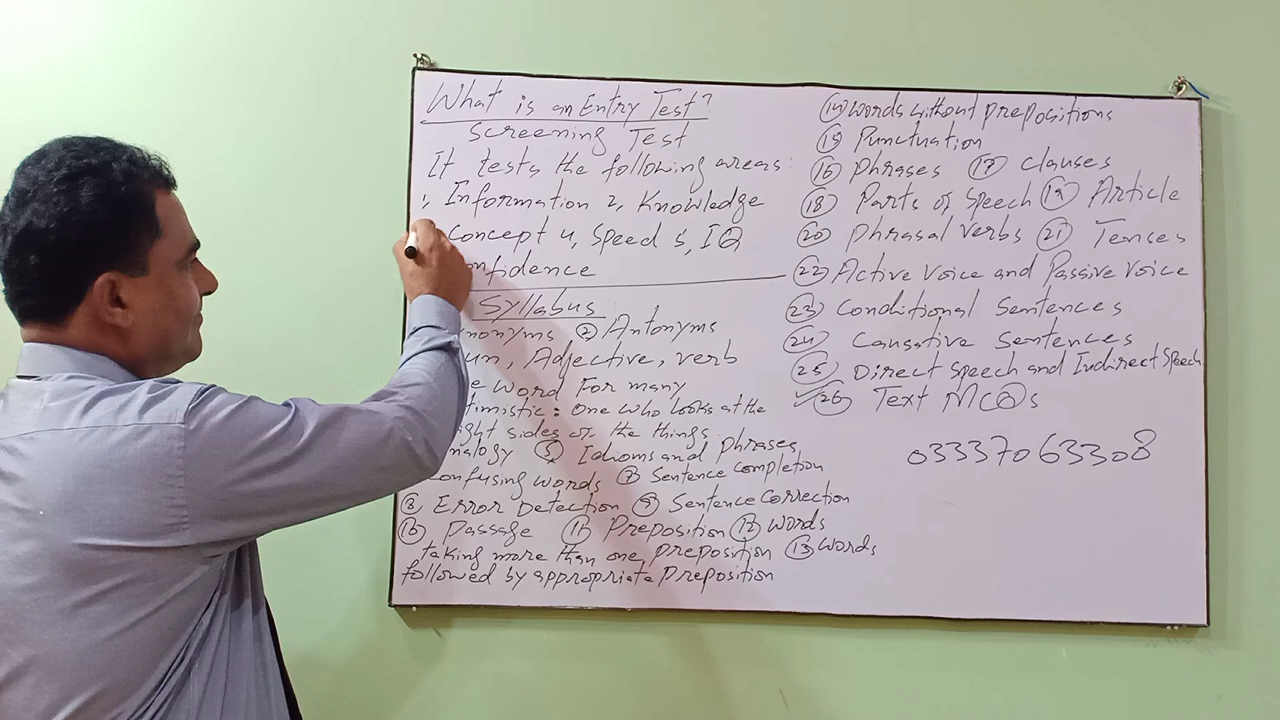 What is an Entry Test?
Screening Test
It tests the following areas:
1, Information 2, Knowledge
Concept 4, Speed 5, IQ
nfidence
Syllabus
nonyms ② Antonyms
un, Adjective, verb
e word For many
timistic: one who looks at the
ight sides of the things
nalogy ⑤ Idioms and phrases
onfusing words ⑦ Sentence completion
⑧ Error Detection ⑨ Sentence Correction
⑩ Passage ⑪ Preposition ⑫ words
taking more than one preposition ⑬ words
followed by appropriate Preposition
⑭ words without prepositions
⑮ Punctuation
⑯ Phrases ⑰ clauses
⑱ Parts of Speech ⑲ Article
⑳ Phrasal verbs ㉑ Tenses
㉒ Active voice and Passive voice
㉓ Conditional Sentences
㉔ Causative Sentences
㉕ Direct Speech and Indirect Speech
✓㉖ Text MCQs
03337063308